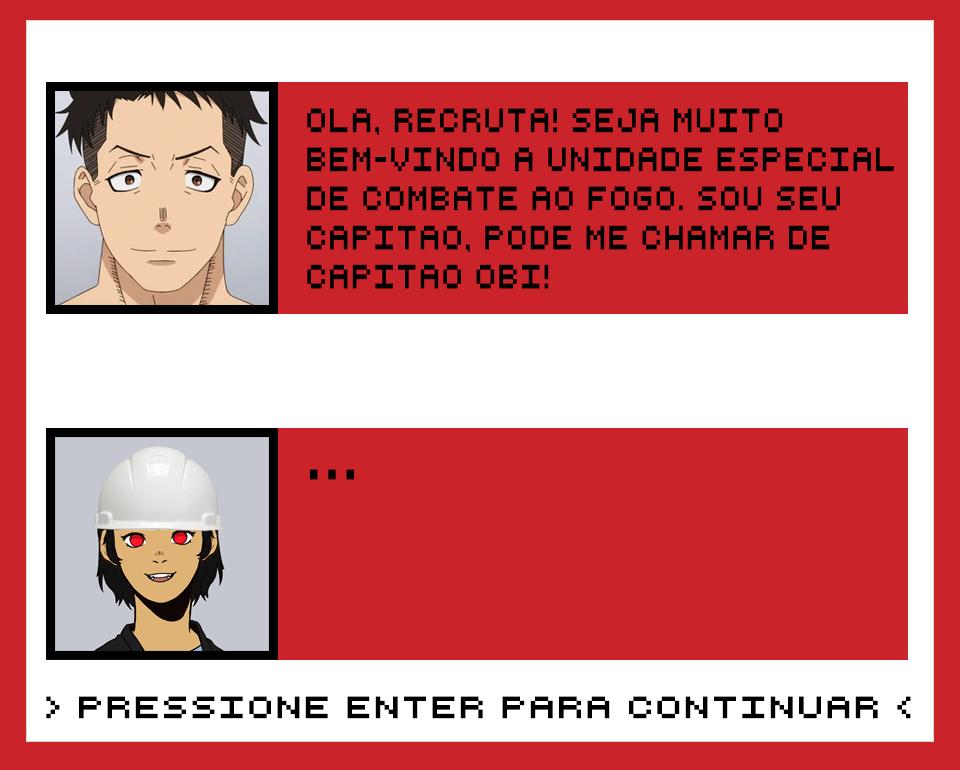 OLA, RECRUTA! SEJA MUITO
BEM-VINDO A UNIDADE ESPECIAL
DE COMBATE AO FOGO. SOU SEU
CAPITAO, PODE ME CHAMAR DE
CAPITAO OBI!
...
> PRESSIONE ENTER PARA CONTINUAR <